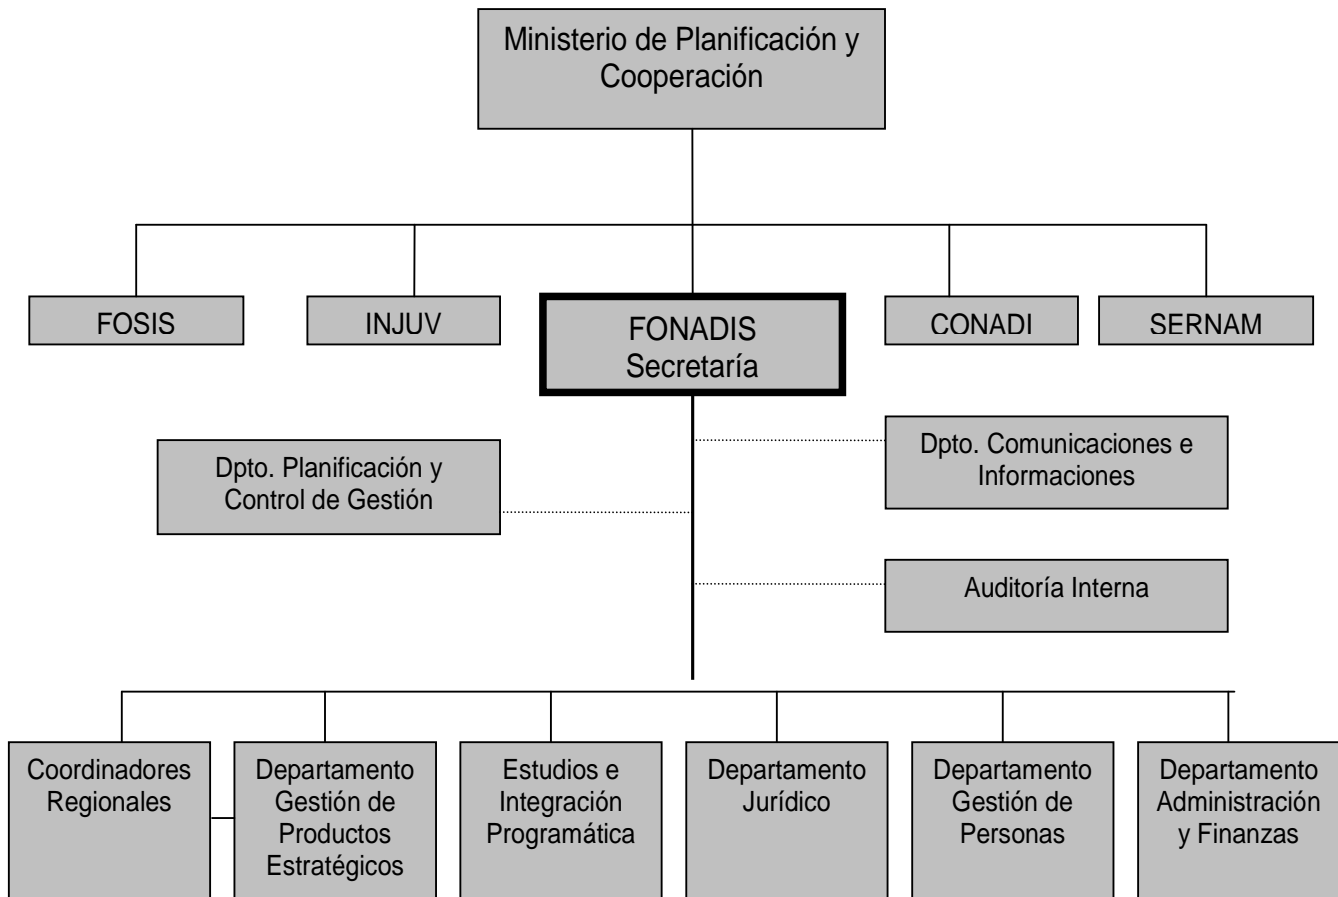 Ministerio de Planificación y
Cooperación
FOSIS
INJUV
FONADIS
Secretaría
CONADI
SERNAM
Dpto. Planificación y
Control de Gestión
Dpto. Comunicaciones e
Informaciones
Auditoría Interna
Coordinadores
Regionales
Departamento
Gestión de
Productos
Estratégicos
Estudios e
Integración
Programática
Departamento
Jurídico
Departamento
Gestión de
Personas
Departamento
Administración
y Finanzas